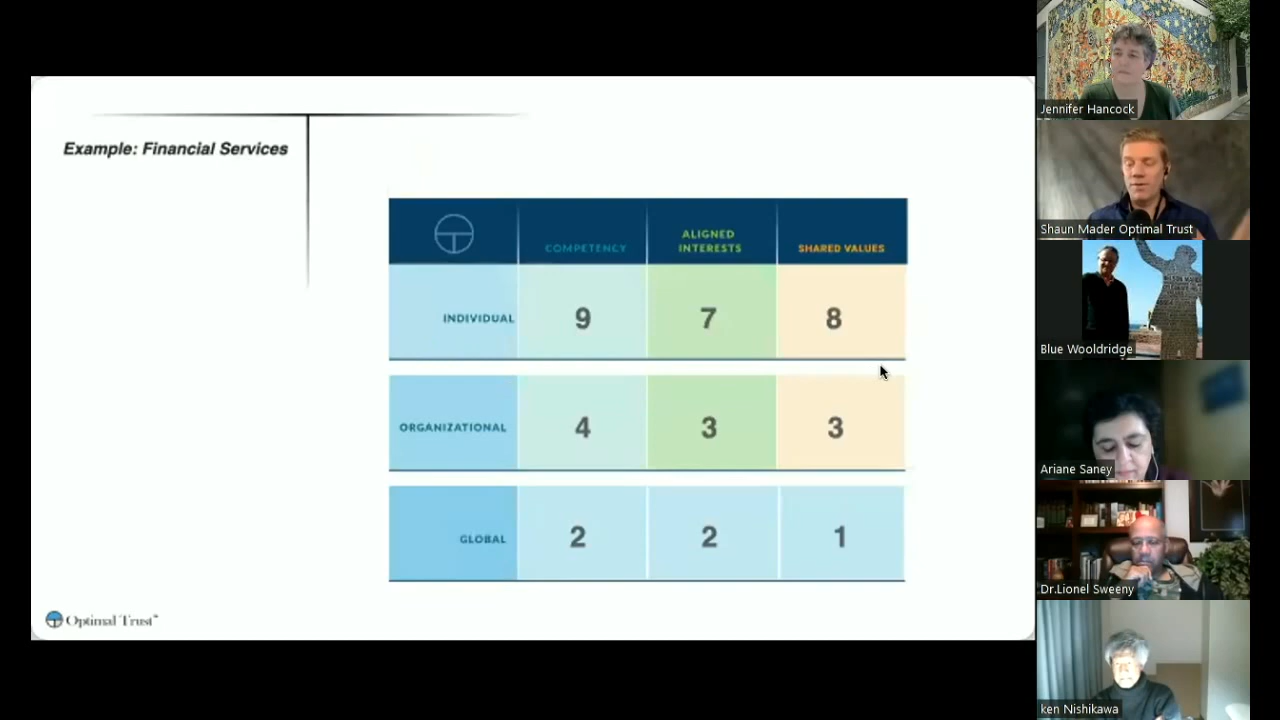 Example: Financial Services
COMPETENCY
ALIGNED
INTERESTS
SHARED VALUES
INDIVIDUAL 9 7 8
ORGANIZATIONAL 4 3 3
GLOBAL 2 2 1
Optimal Trust™
Jennifer Hancock
Shaun Mader Optimal Trust
Blue Wooldridge
Ariane Saney
Dr.Lionel Sweeny
ken Nishikawa